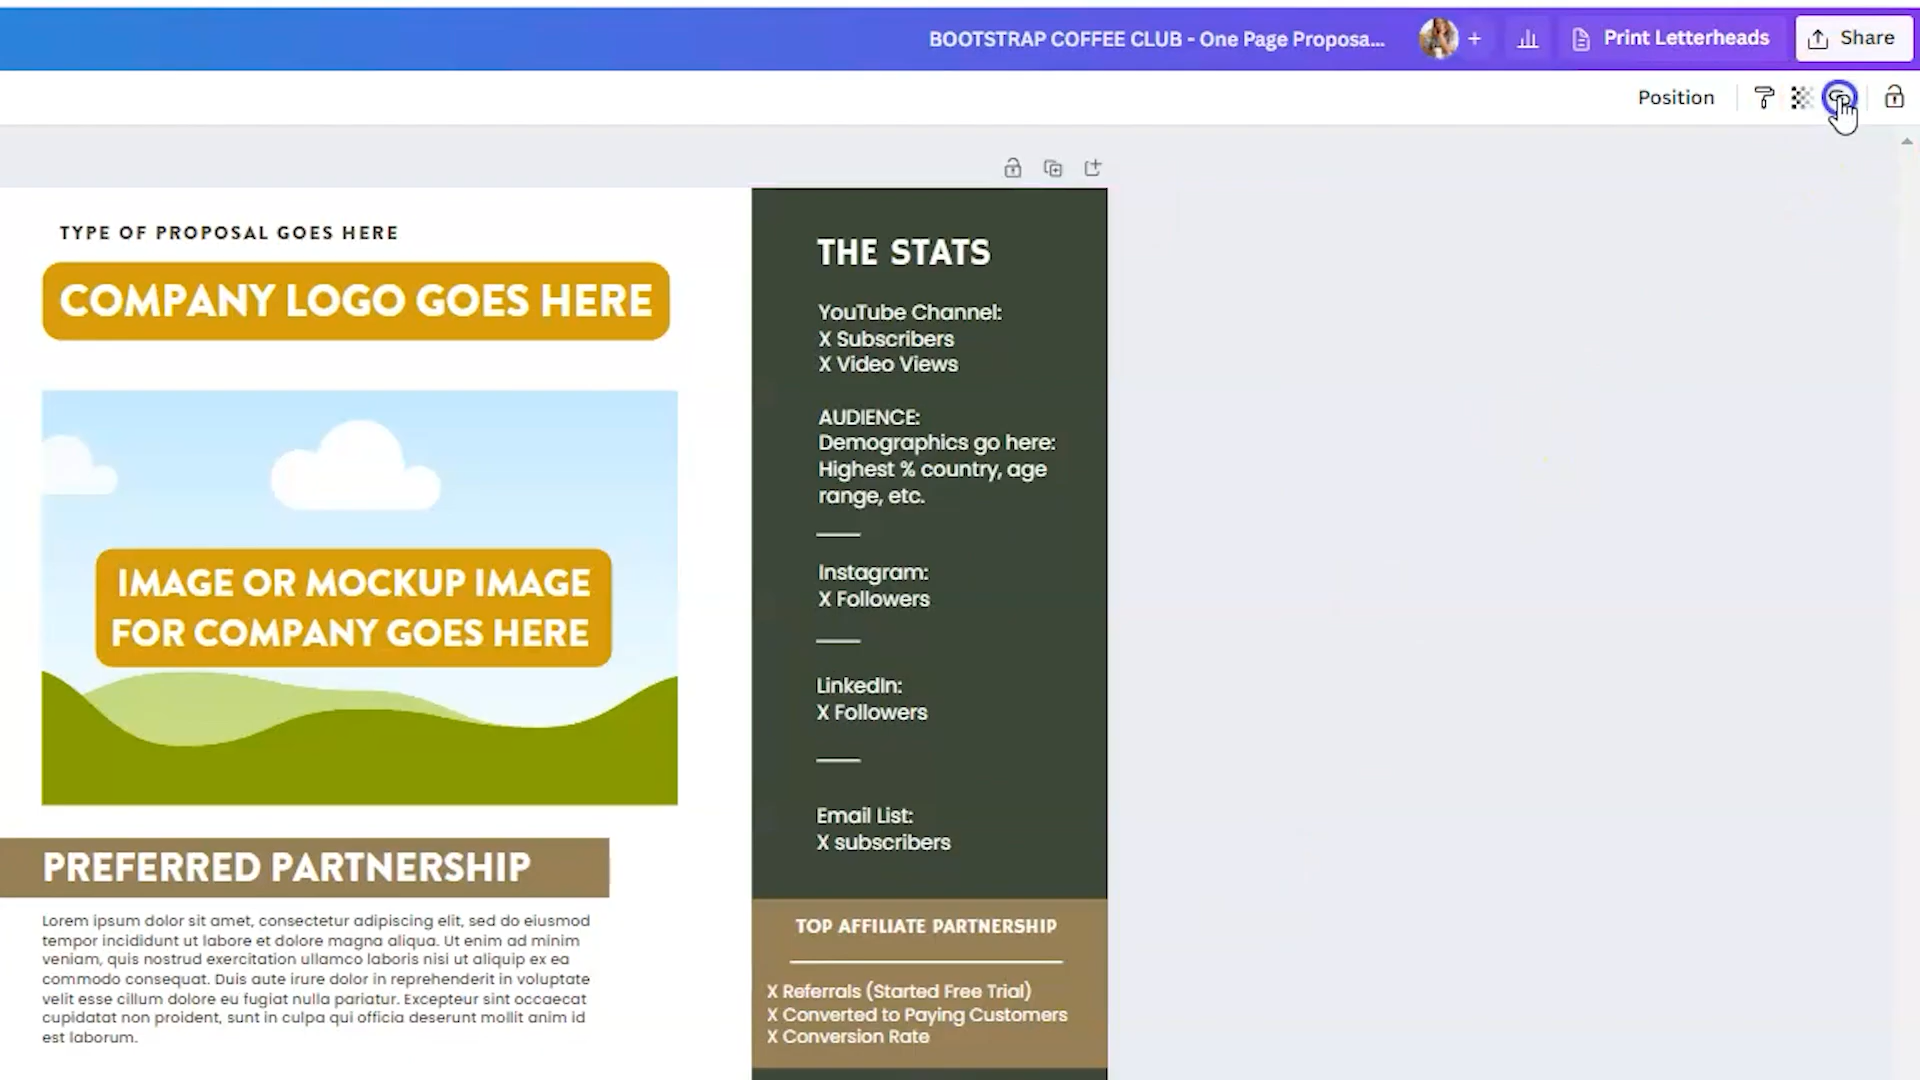 BOOTSTRAP COFFEE CLUB - One Page Proposa...
Print Letterheads
Share
Position
TYPE OF PROPOSAL GOES HERE
COMPANY LOGO GOES HERE
IMAGE OR MOCKUP IMAGE
FOR COMPANY GOES HERE
PREFERRED PARTNERSHIP
Lorem ipsum dolor sit amet, consectetur adipiscing elit, sed do eiusmod
tempor incididunt ut labore et dolore magna aliqua. Ut enim ad minim
veniam, quis nostrud exercitation ullamco laboris nisi ut aliquip ex ea
commodo consequat. Duis aute irure dolor in reprehenderit in voluptate
velit esse cillum dolore eu fugiat nulla pariatur. Excepteur sint occaecat
cupidatat non proident, sunt in culpa qui officia deserunt mollit anim id
est laborum.
THE STATS
YouTube Channel:
X Subscribers
X Video Views
AUDIENCE:
Demographics go here:
Highest % country, age
range, etc.
Instagram:
X Followers
LinkedIn:
X Followers
Email List:
X subscribers
TOP AFFILIATE PARTNERSHIP
X Referrals (Started Free Trial)
X Converted to Paying Customers
X Conversion Rate